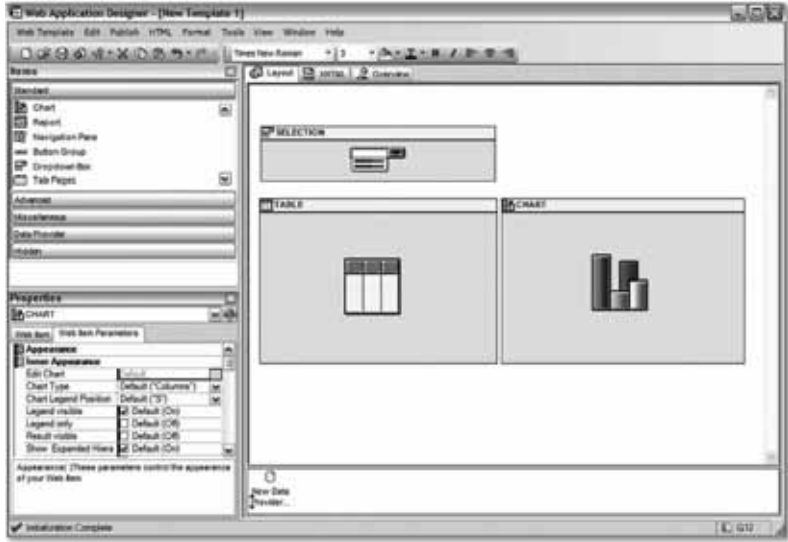 Web Application Designer - [New Template 1]
Web Template Edit Publish HTML Format Tools View Window Help
Times New Roman 3
Items
Standard
Chart
Report
Navigation Pane
Button Group
Dropdown Box
Tab Pages
Advanced
Miscellaneous
Data Provider
Hidden
Properties
CHART
Web Item Web Item Parameters
Appearance
Inner Appearance
Edit Chart Default
Chart Type Default ("Columns")
Chart Legend Position Default ("S")
Legend visible Default (On)
Legend only Default (Off)
Result visible Default (Off)
Show Expanded Hiera Default (On)
Appearance: (These parameters control the appearance
of your Web Item.
Layout XHTML Overview
SELECTION
TABLE
CHART
New Data
Provider...
Initialization Complete